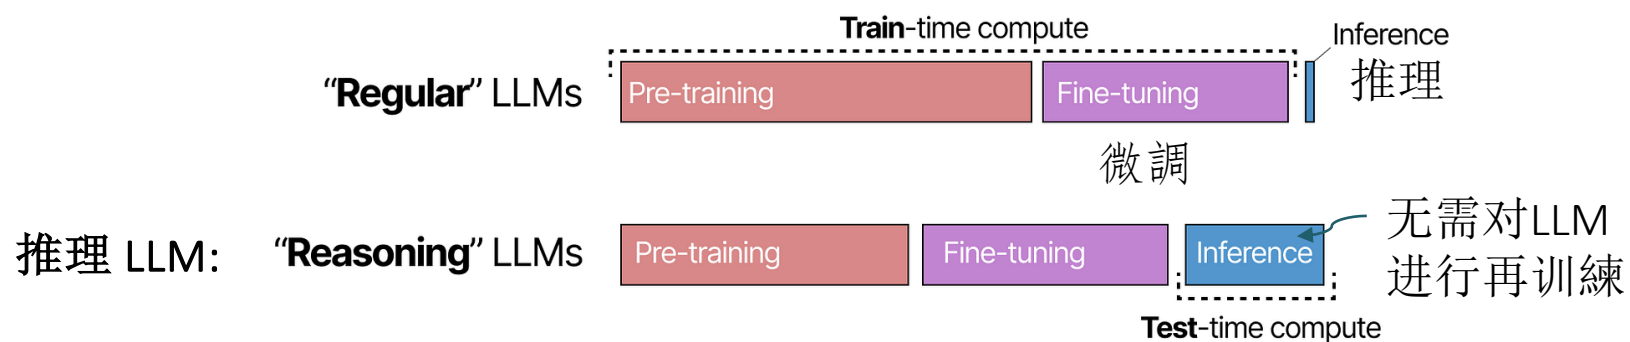 Train-time compute
Inference
推理
“Regular” LLMs
Pre-training
Fine-tuning
微調
推理 LLM:
“Reasoning” LLMs
Pre-training
Fine-tuning
Inference
无需对LLM
进行再训練
Test-time compute